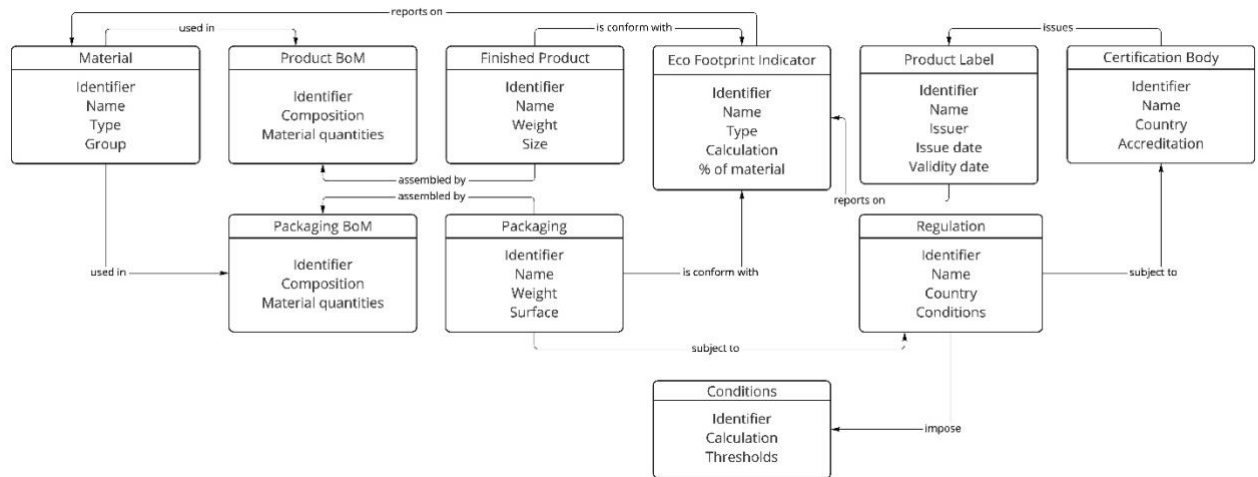 reports on
used in
is conform with
issues
Material
Identifier
Name
Type
Group
Product BoM
Identifier
Composition
Material quantities
Finished Product
Identifier
Name
Weight
Size
Eco Footprint Indicator
Identifier
Name
Type
Calculation
% of material
Product Label
Identifier
Name
Issuer
Issue date
Validity date
Certification Body
Identifier
Name
Country
Accreditation
assembled by
assembled by
reports on
Packaging BoM
Identifier
Composition
Material quantities
Packaging
Identifier
Name
Weight
Surface
Regulation
Identifier
Name
Country
Conditions
used in
is conform with
subject to
subject to
Conditions
Identifier
Calculation
Thresholds
impose